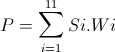 P = \sum_{i=1}^{11} Si.Wi